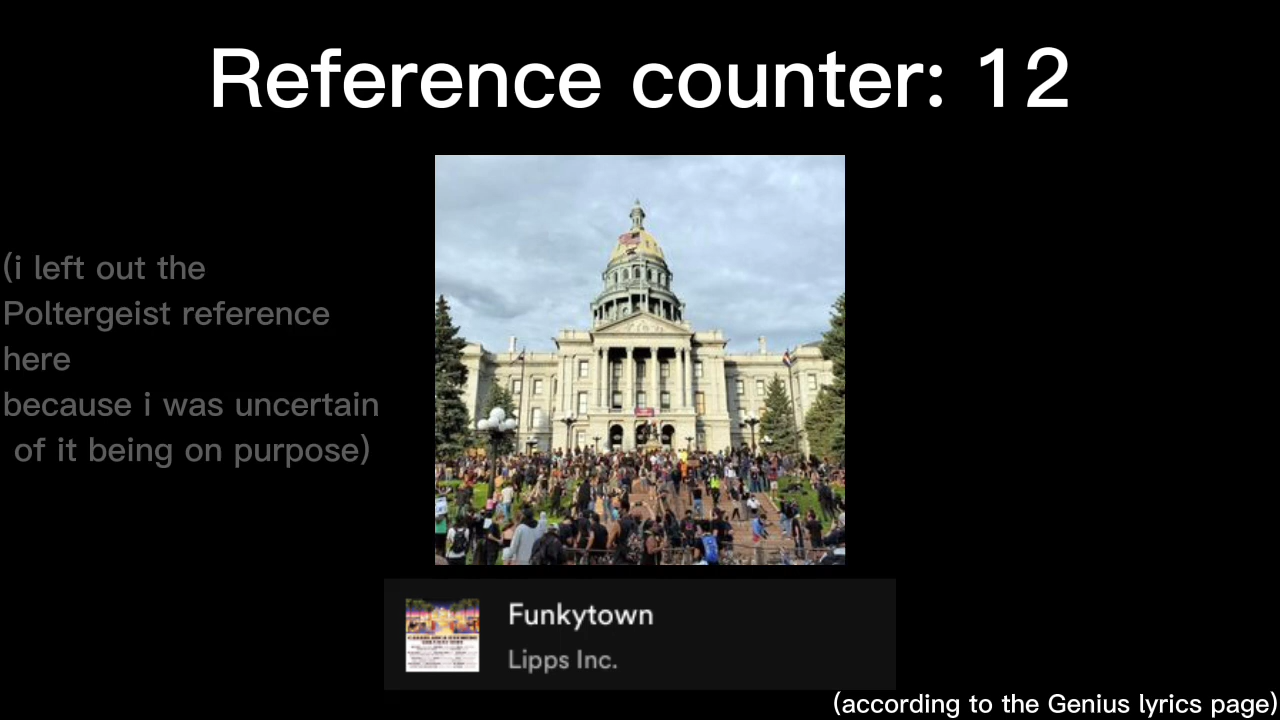 Reference counter: 12
(i left out the
Poltergeist reference
here
because i was uncertain
of it being on purpose)
Funkytown
Lipps Inc.
(according to the Genius lyrics page)